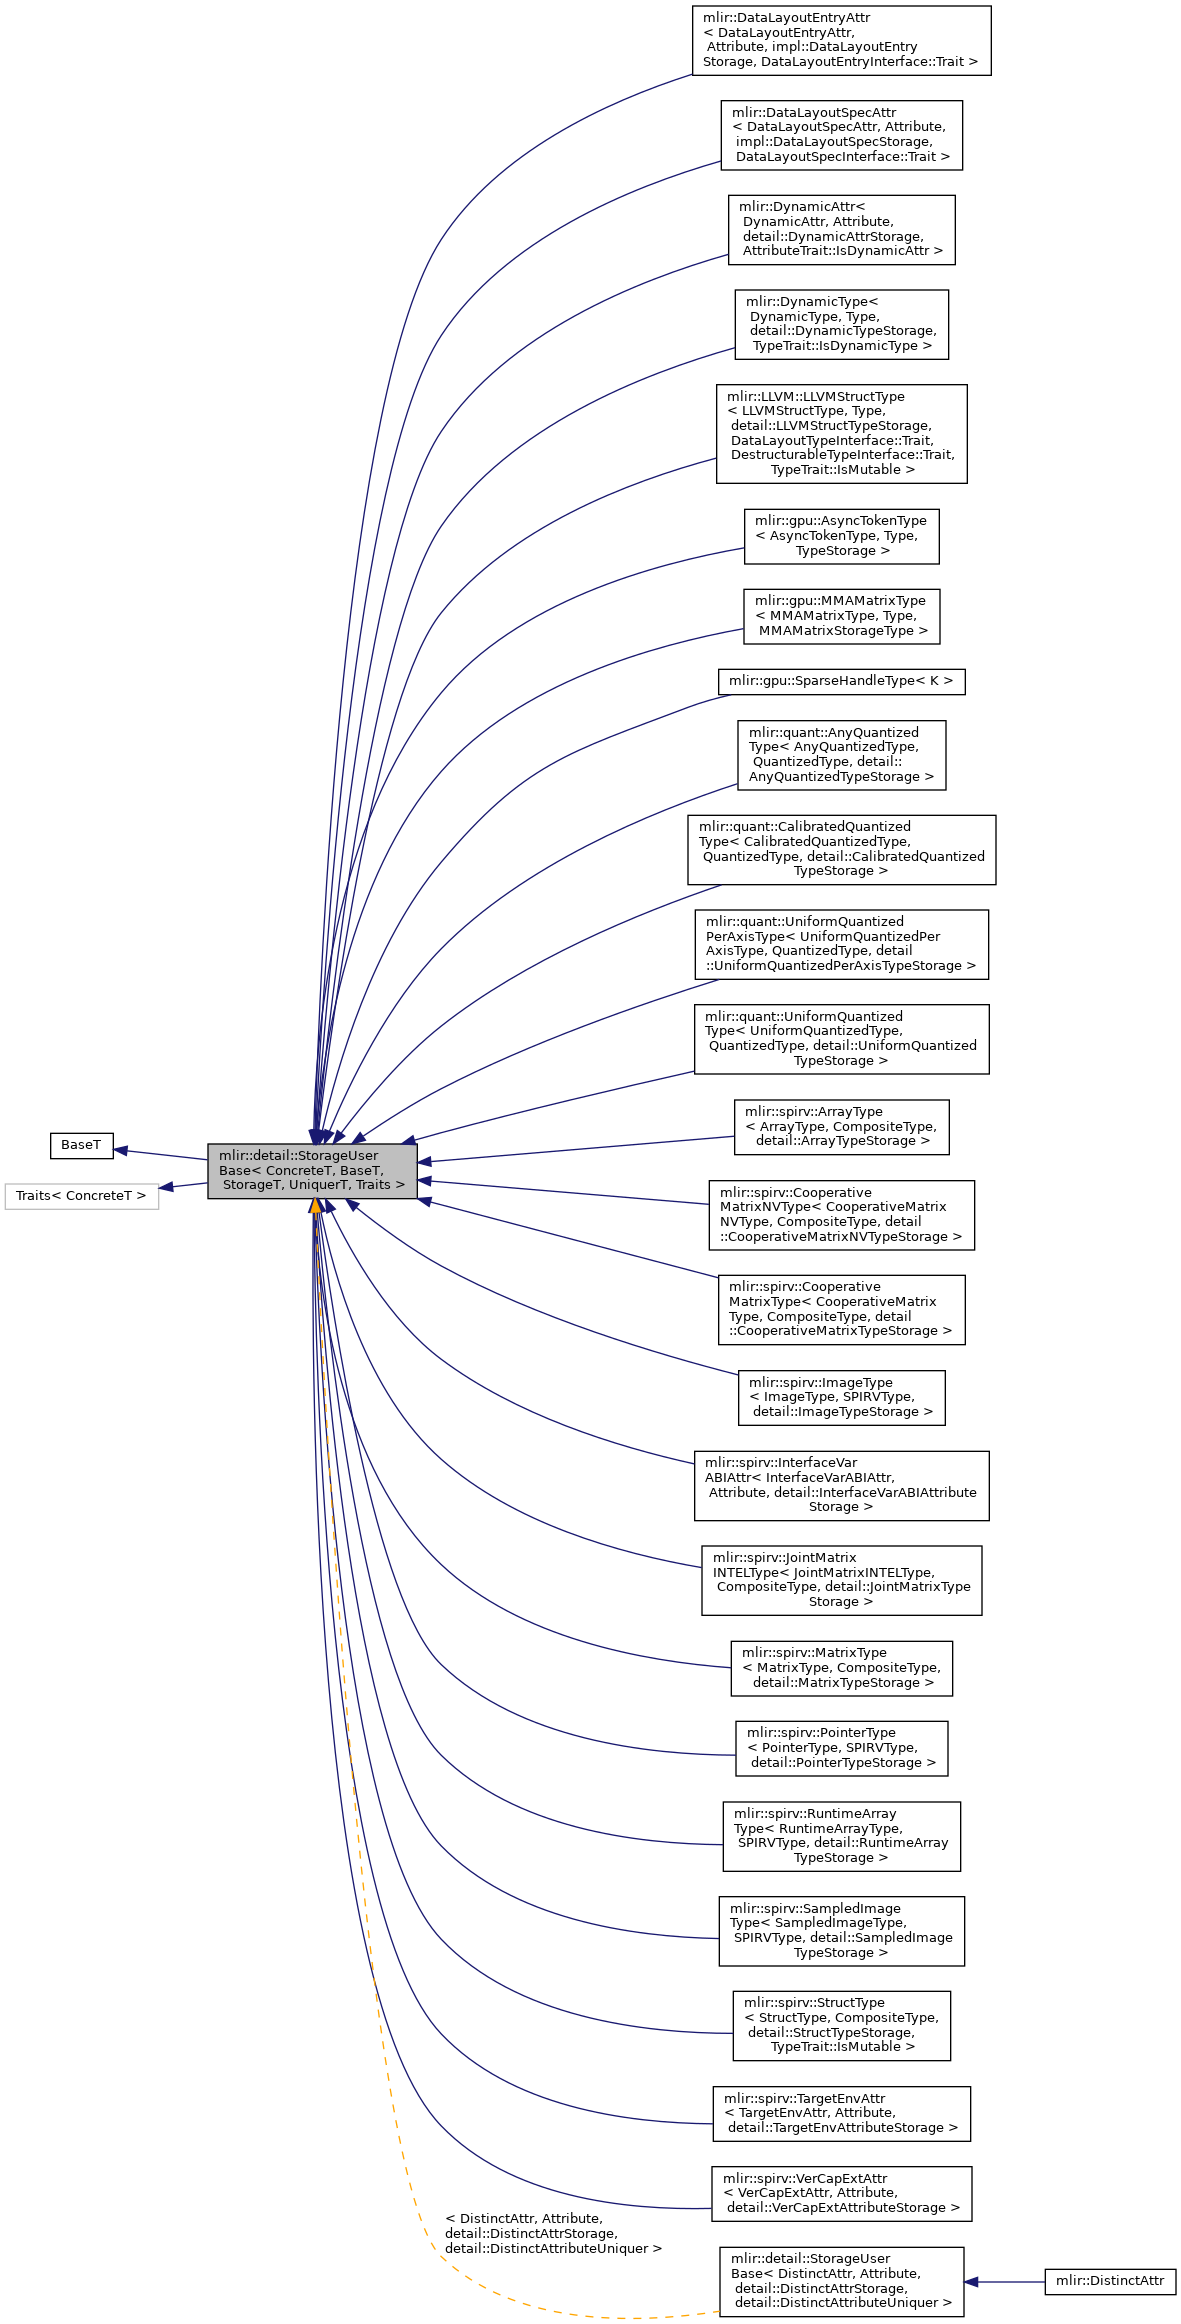 mlir::DataLayoutEntryAttr
< DataLayoutEntryAttr,
Attribute, impl::DataLayoutEntry
Storage, DataLayoutEntryInterface::Trait >
mlir::DataLayoutSpecAttr
< DataLayoutSpecAttr, Attribute,
impl::DataLayoutSpecStorage,
DataLayoutSpecInterface::Trait >
mlir::DynamicAttr<
DynamicAttr, Attribute,
detail::DynamicAttrStorage,
AttributeTrait::IsDynamicAttr >
mlir::DynamicType<
DynamicType, Type,
detail::DynamicTypeStorage,
TypeTrait::IsDynamicType >
mlir::LLVM::LLVMStructType
< LLVMStructType, Type,
detail::LLVMStructTypeStorage,
DataLayoutTypeInterface::Trait,
DestructurableTypeInterface::Trait,
TypeTrait::IsMutable >
mlir::gpu::AsyncTokenType
< AsyncTokenType, Type,
TypeStorage >
mlir::gpu::MMAMatrixType
< MMAMatrixType, Type,
MMAMatrixStorageType >
mlir::gpu::SparseHandleType< K >
mlir::quant::AnyQuantized
Type< AnyQuantizedType,
QuantizedType, detail::
AnyQuantizedTypeStorage >
mlir::quant::CalibratedQuantized
Type< CalibratedQuantizedType,
QuantizedType, detail::CalibratedQuantized
TypeStorage >
mlir::quant::UniformQuantized
PerAxisType< UniformQuantizedPer
AxisType, QuantizedType, detail
::UniformQuantizedPerAxisTypeStorage >
mlir::quant::UniformQuantized
Type< UniformQuantizedType,
QuantizedType, detail::UniformQuantized
TypeStorage >
mlir::spirv::ArrayType
< ArrayType, CompositeType,
detail::ArrayTypeStorage >
BaseT
Traits< ConcreteT >
mlir::detail::StorageUser
Base< ConcreteT, BaseT,
StorageT, UniquerT, Traits >
mlir::spirv::Cooperative
MatrixNVType< CooperativeMatrix
NVType, CompositeType, detail
::CooperativeMatrixNVTypeStorage >
mlir::spirv::Cooperative
MatrixType< CooperativeMatrix
Type, CompositeType, detail
::CooperativeMatrixTypeStorage >
mlir::spirv::ImageType
< ImageType, SPIRVType,
detail::ImageTypeStorage >
mlir::spirv::InterfaceVar
ABIAttr< InterfaceVarABIAttr,
Attribute, detail::InterfaceVarABIAttribute
Storage >
mlir::spirv::JointMatrix
INTELType< JointMatrixINTELType,
CompositeType, detail::JointMatrixType
Storage >
mlir::spirv::MatrixType
< MatrixType, CompositeType,
detail::MatrixTypeStorage >
mlir::spirv::PointerType
< PointerType, SPIRVType,
detail::PointerTypeStorage >
mlir::spirv::RuntimeArray
Type< RuntimeArrayType,
SPIRVType, detail::RuntimeArray
TypeStorage >
mlir::spirv::SampledImage
Type< SampledImageType,
SPIRVType, detail::SampledImage
TypeStorage >
mlir::spirv::StructType
< StructType, CompositeType,
detail::StructTypeStorage,
TypeTrait::IsMutable >
mlir::spirv::TargetEnvAttr
< TargetEnvAttr, Attribute,
detail::TargetEnvAttributeStorage >
mlir::spirv::VerCapExtAttr
< VerCapExtAttr, Attribute,
detail::VerCapExtAttributeStorage >
< DistinctAttr, Attribute,
detail::DistinctAttrStorage,
detail::DistinctAttributeUniquer >
mlir::detail::StorageUser
Base< DistinctAttr, Attribute,
detail::DistinctAttrStorage,
detail::DistinctAttributeUniquer >
mlir::DistinctAttr